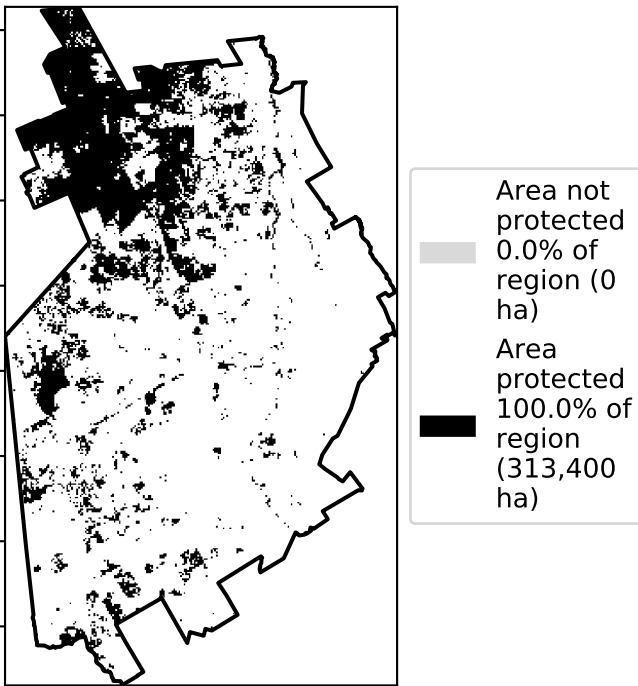 Area not
protected
0.0% of
region (0
ha)
Area
protected
100.0% of
region
(313,400
ha)